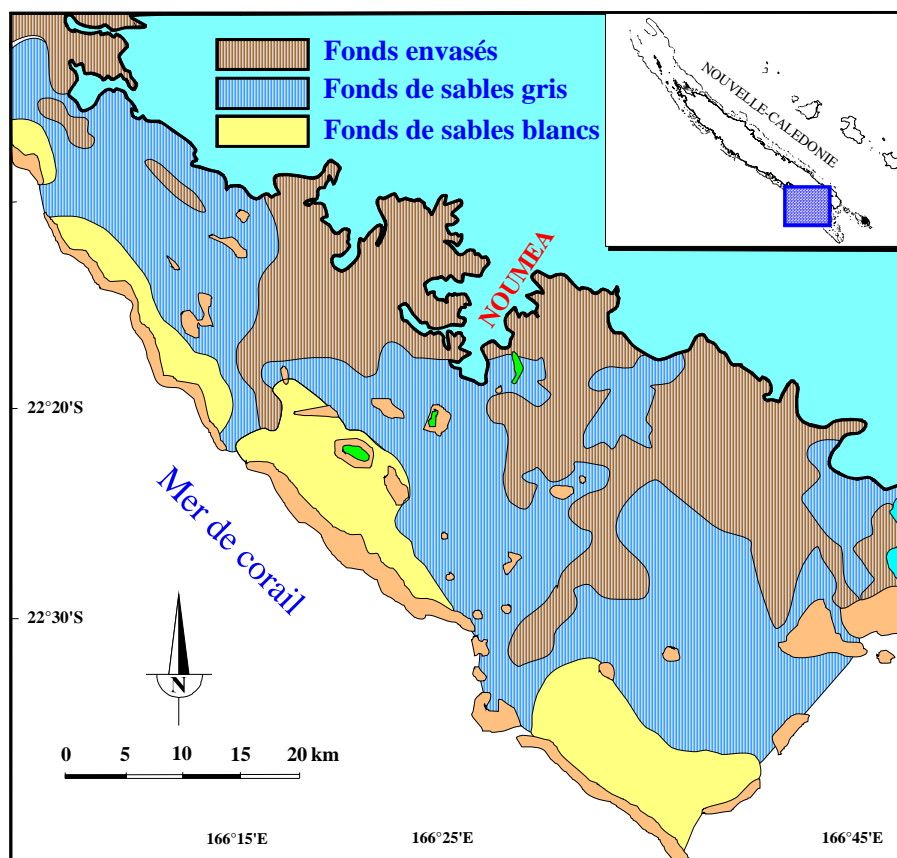 Fonds envasés
Fonds de sables gris
Fonds de sables blancs
NOUVELLE-CALEDONIE
NOUMEA
22°20'S
Mer de corail
22°30'S
N
0 5 10 15 20 km
166°15'E 166°25'E 166°45'E